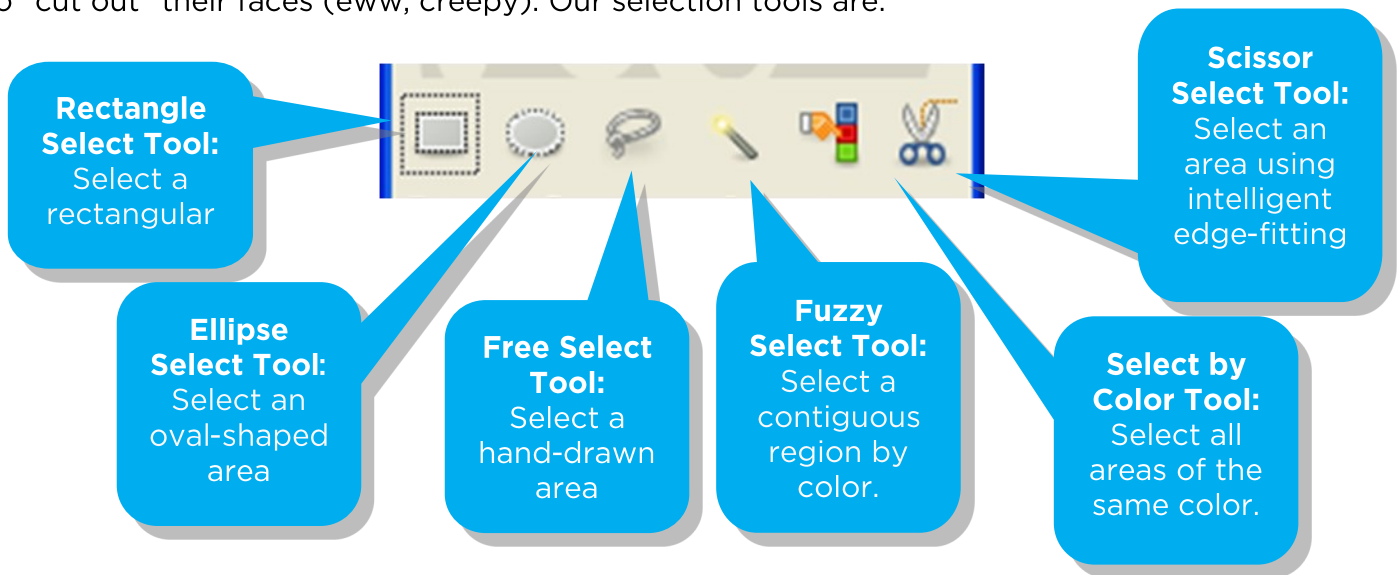 "cut out" their faces (eww, creepy). Our selection tools are:
Rectangle
Select Tool:
Select a
rectangular
Ellipse
Select Tool:
Select an
oval-shaped
area
Free Select
Tool:
Select a
hand-drawn
area
Fuzzy
Select Tool:
Select a
contiguous
region by
color.
Select by
Color Tool:
Select all
areas of the
same color.
Scissor
Select Tool:
Select an
area using
intelligent
edge-fitting